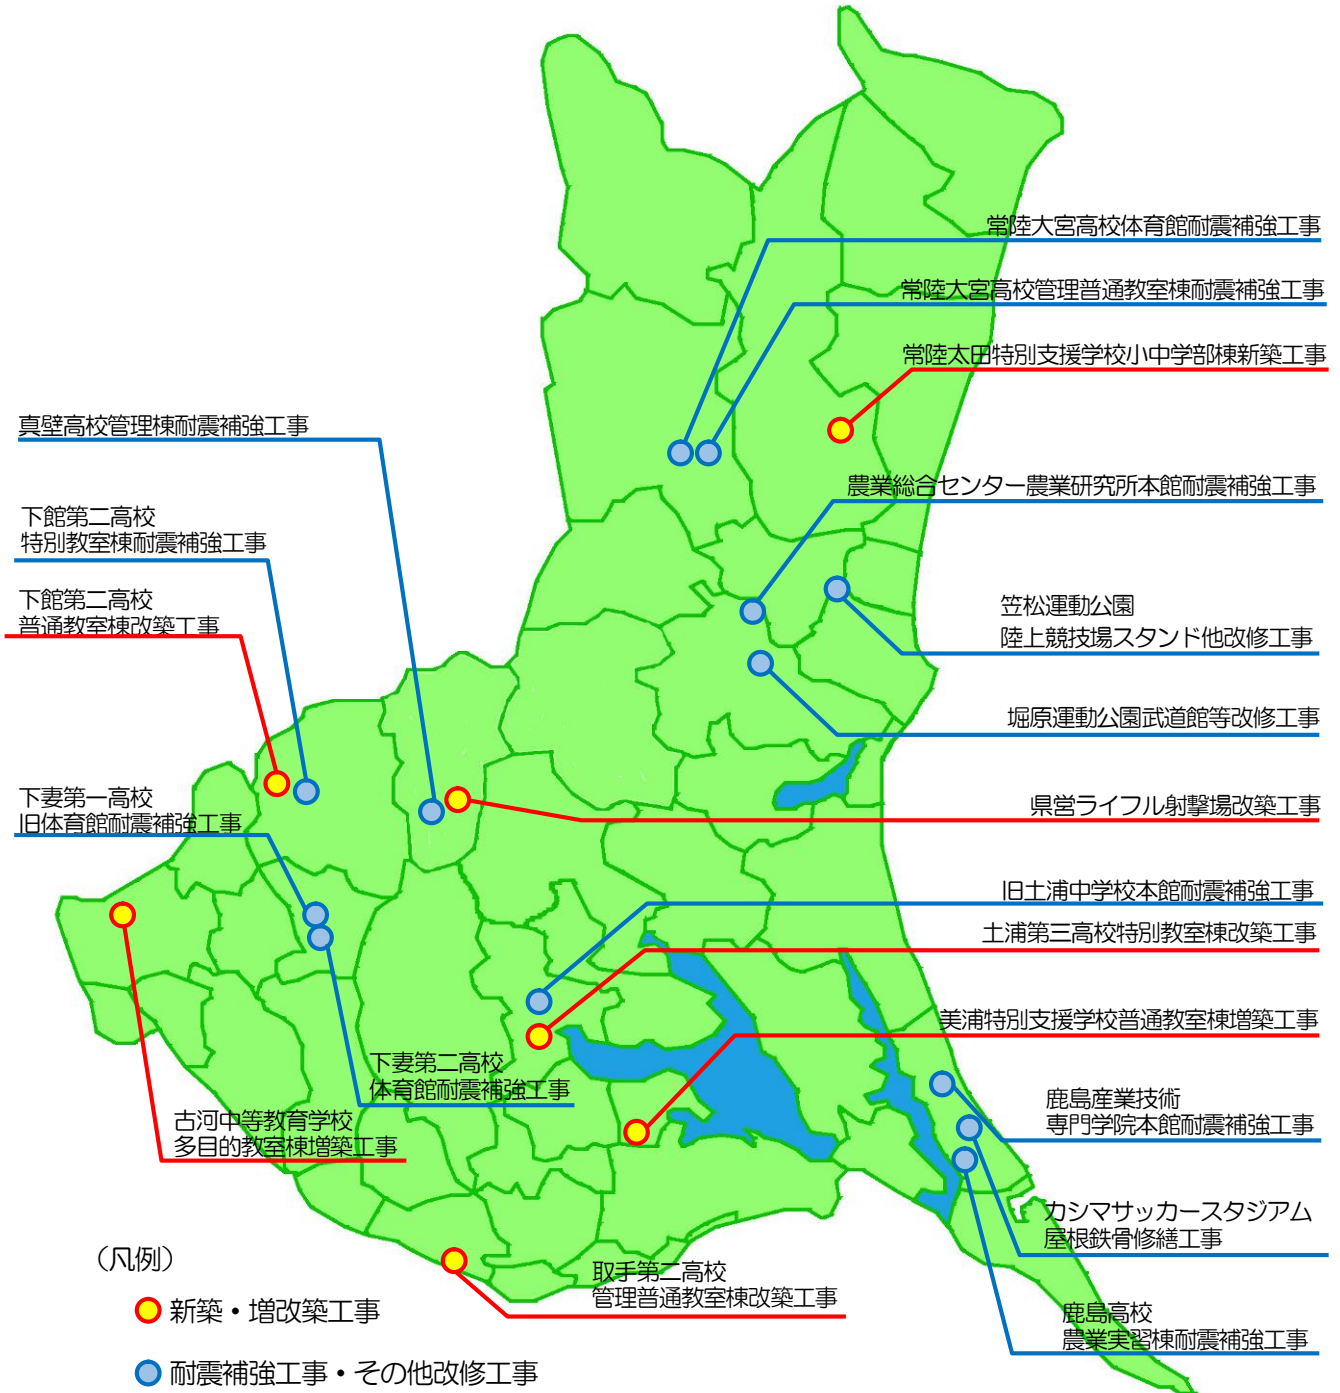 常陸大宮高校体育館耐震補強工事
常陸大宮高校管理普通教室棟耐震補強工事
常陸太田特別支援学校小中学部棟新築工事
真壁高校管理棟耐震補強工事
農業総合センター農業研究所本館耐震補強工事
下館第二高校
特別教室棟耐震補強工事
下館第二高校
普通教室棟改築工事
笠松運動公園
陸上競技場スタンド他改修工事
堀原運動公園武道館等改修工事
下妻第一高校
旧体育館耐震補強工事
県営ライフル射撃場改築工事
旧土浦中学校本館耐震補強工事
土浦第三高校特別教室棟改築工事
美浦特別支援学校普通教室棟増築工事
下妻第二高校
体育館耐震補強工事
鹿島産業技術
専門学院本館耐震補強工事
古河中等教育学校
多目的教室棟増築工事
カシマサッカースタジアム
屋根鉄骨修繕工事
取手第二高校
管理普通教室棟改築工事
鹿島高校
農業実習棟耐震補強工事
（凡例）
新築・増改築工事
耐震補強工事・その他改修工事